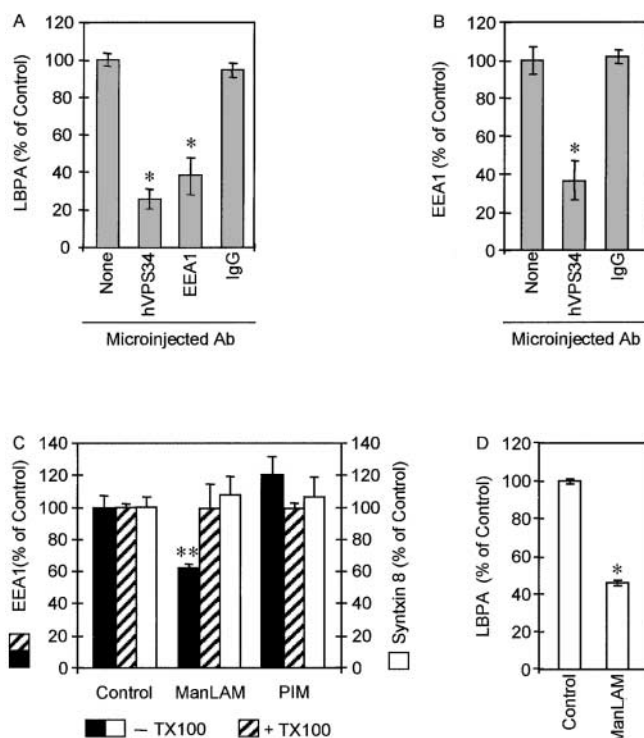 A
LBPA (% of Control)
120
100
80
60
40
20
0
*
*
None
hVPS34
EEA1
IgG
Microinjected Ab
B
EEA1 (% of Control)
120
100
80
60
40
20
0
*
None
hVPS34
IgG
Microinjected Ab
C
EEA1(% of Control)
140
120
100
80
60
40
20
0
**
140
120
100
80
60
40
20
0
Syntxin 8 (% of Control)
Control
ManLAM
PIM
– TX100
+ TX100
D
LBPA (% of Control)
120
100
80
60
40
20
0
*
Control
ManLAM